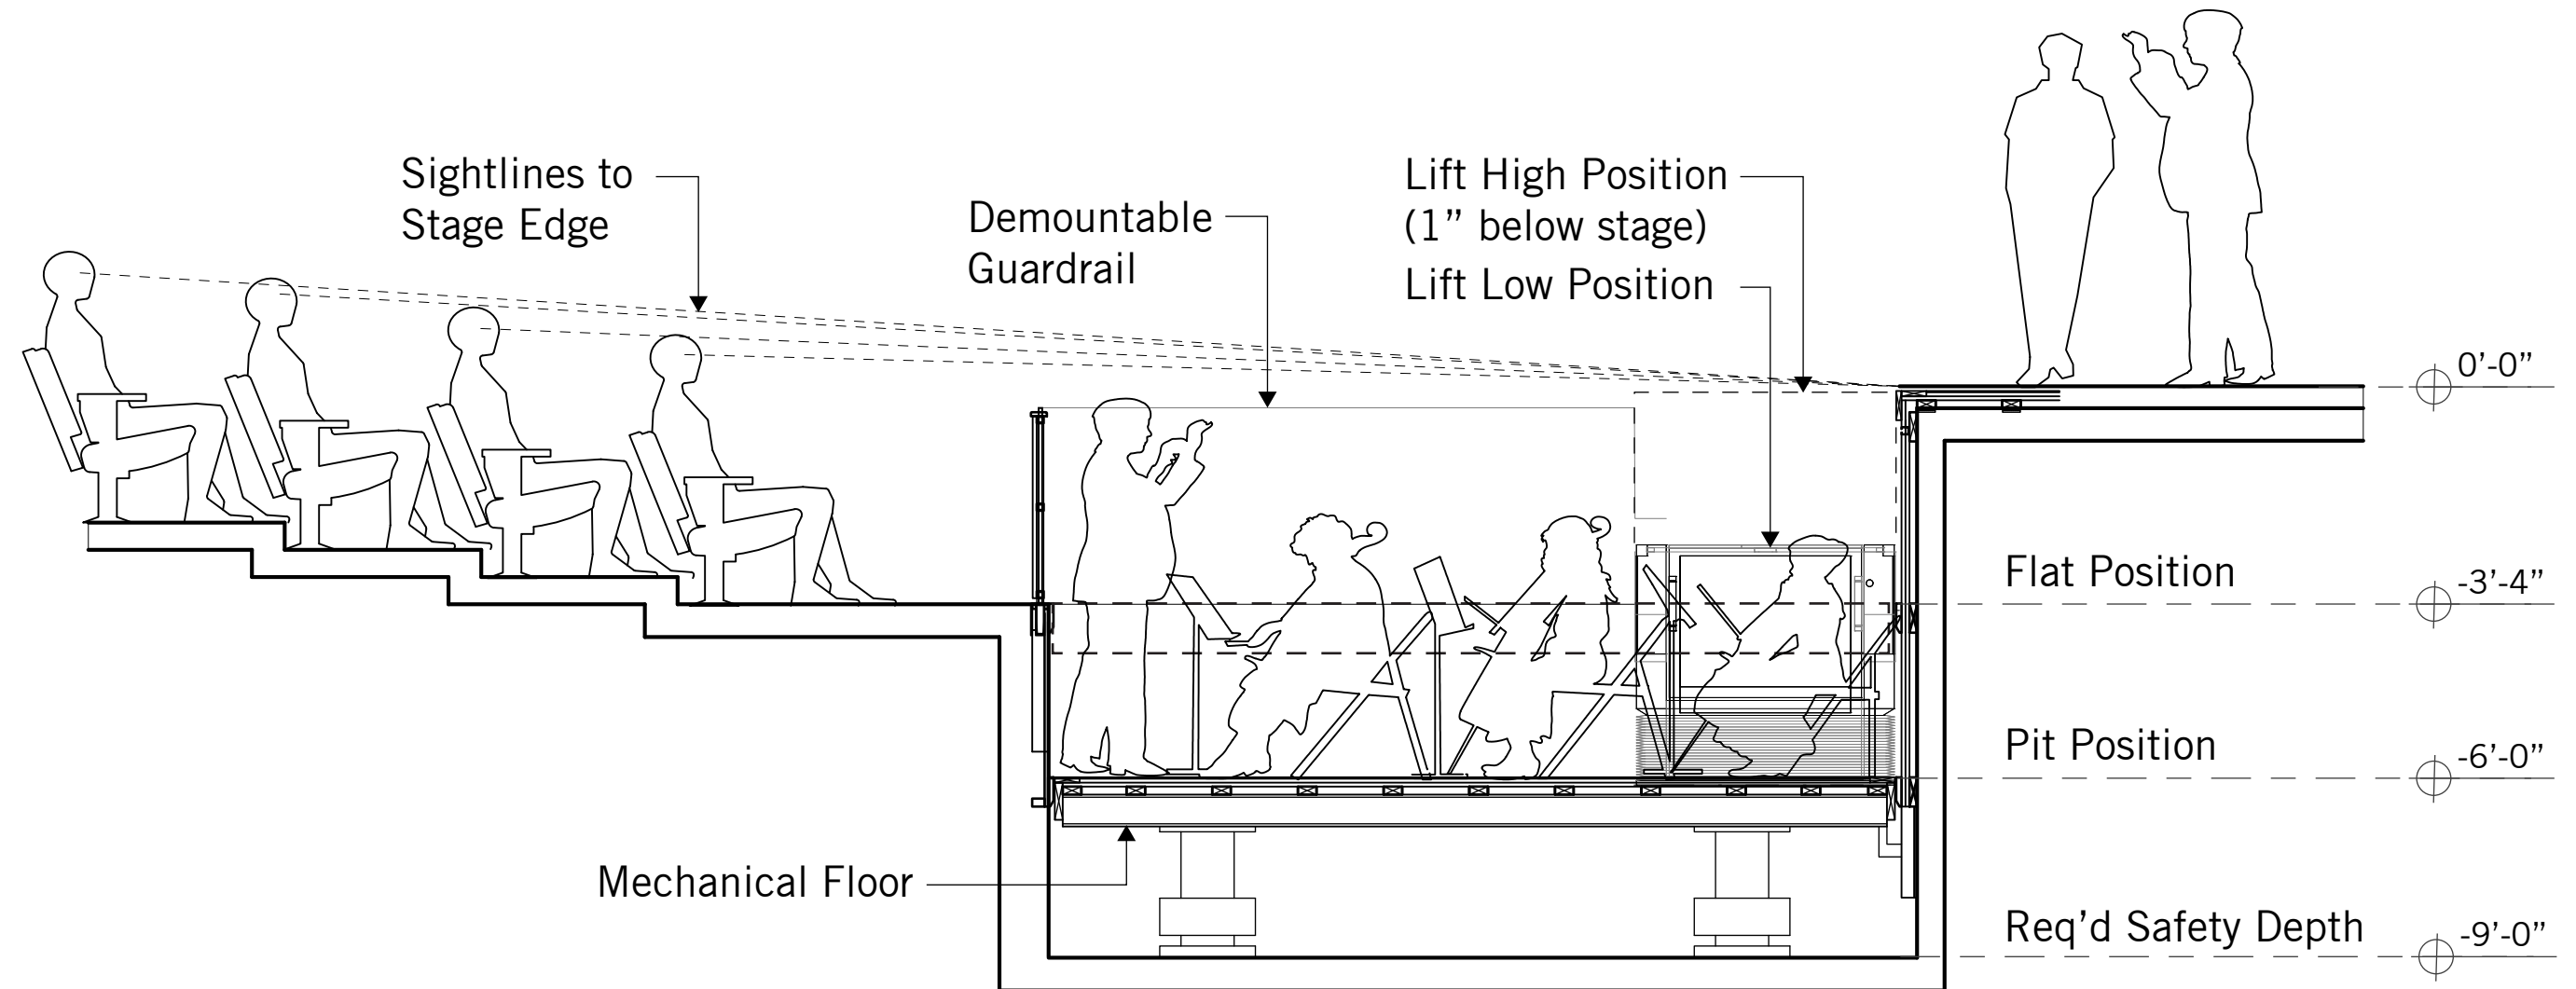 Sightlines to
Stage Edge
Demountable
Guardrail
Lift High Position
(1” below stage)
Lift Low Position
0’-0”
Flat Position
-3’-4”
Pit Position
-6’-0”
Mechanical Floor
Req’d Safety Depth
-9’-0”